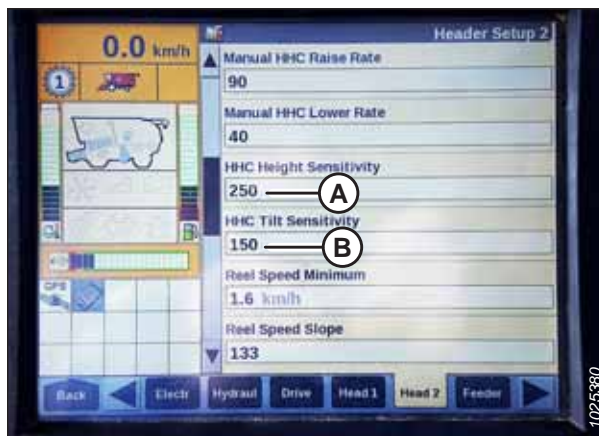 0.0 km/h
Header Setup 2
1
Manual HHC Raise Rate
90
Manual HHC Lower Rate
40
HHC Height Sensitivity
250
A
HHC Tilt Sensitivity
150
B
Reel Speed Minimum
1.6 km/h
GPS
Reel Speed Slope
133
Back
Electr
Hydraul
Drive
Head 1
Head 2
Feeder
1025380